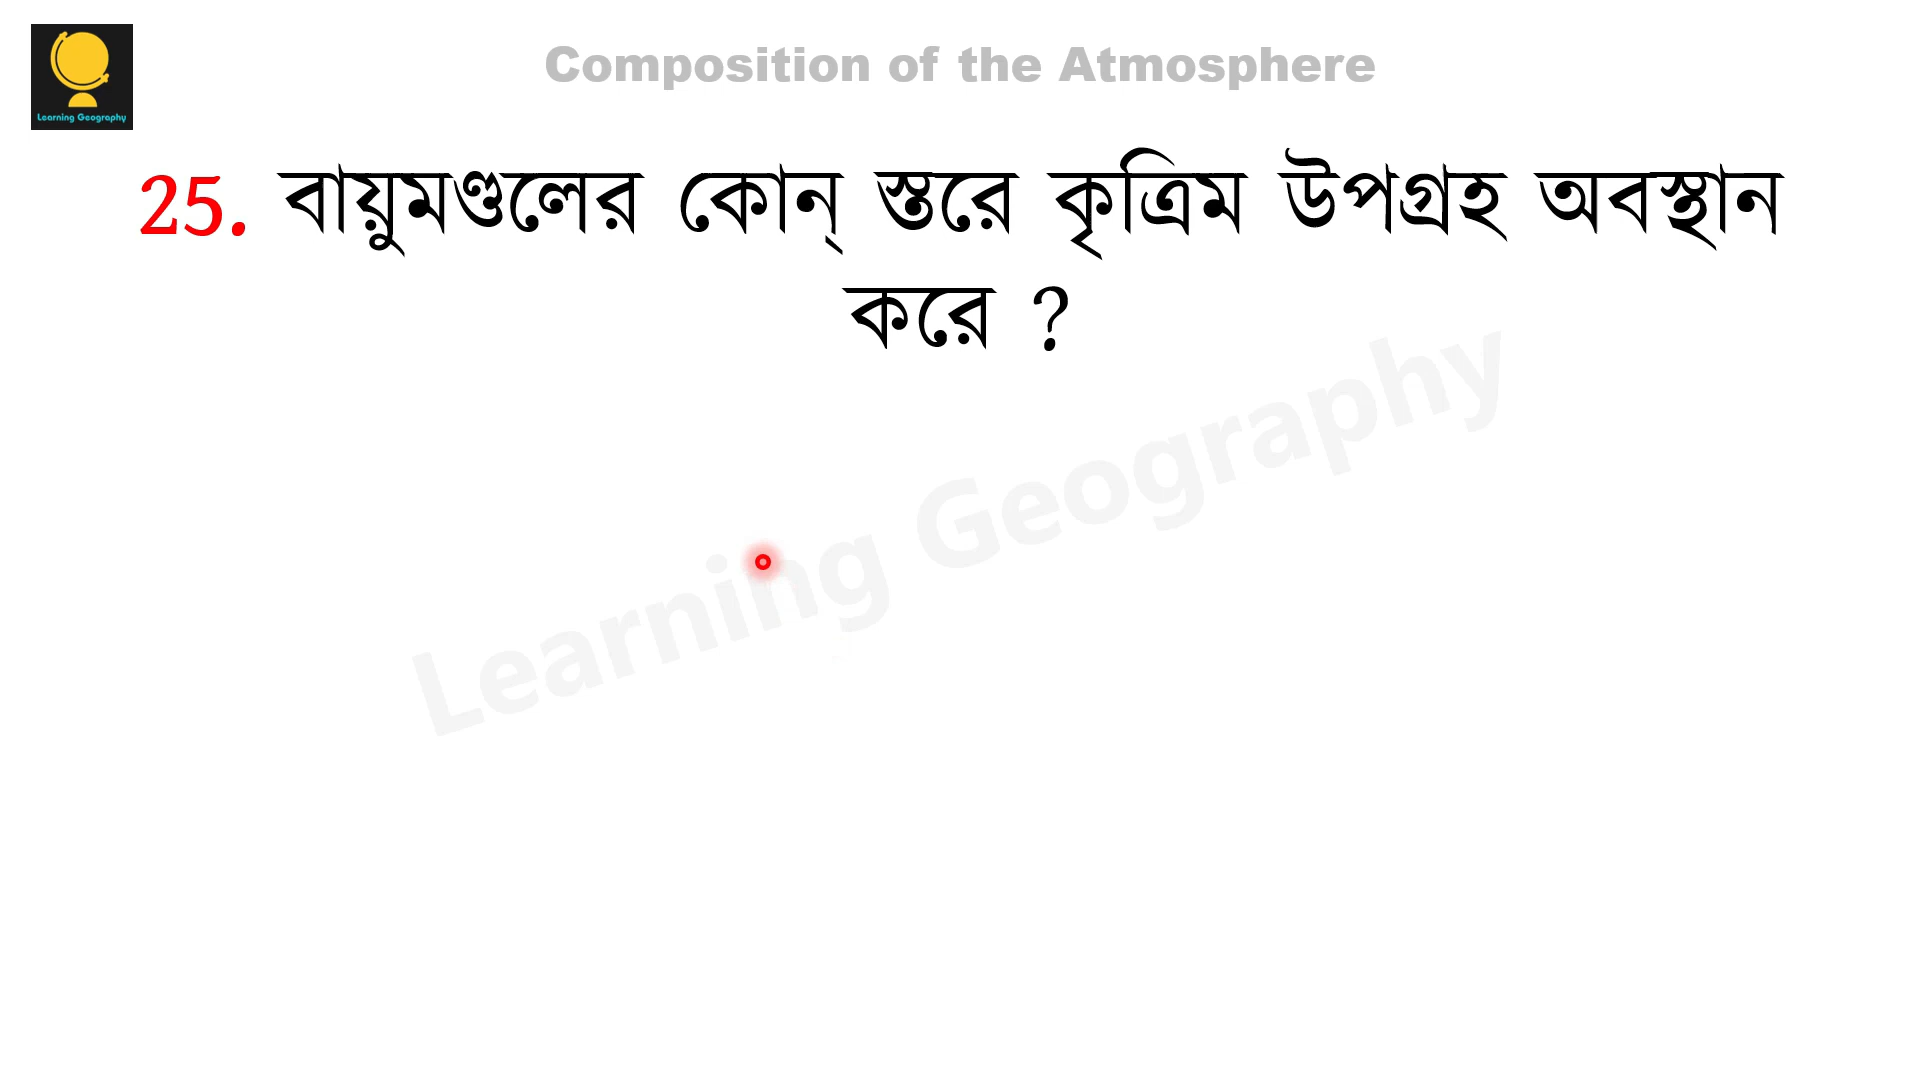 Learning Geography
Composition of the Atmosphere
25. বায়ুমণ্ডলের কোন্ স্তরে কৃত্রিম উপগ্রহ অবস্থান
করে ?
Learning Geography